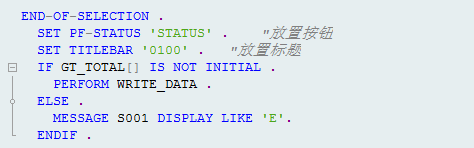 END-OF-SELECTION .
SET PF-STATUS 'STATUS' . "放置按钮
SET TITLEBAR '0100' . "放置标题
IF GT_TOTAL[] IS NOT INITIAL .
PERFORM WRITE_DATA .
ELSE .
MESSAGE S001 DISPLAY LIKE 'E'.
ENDIF .